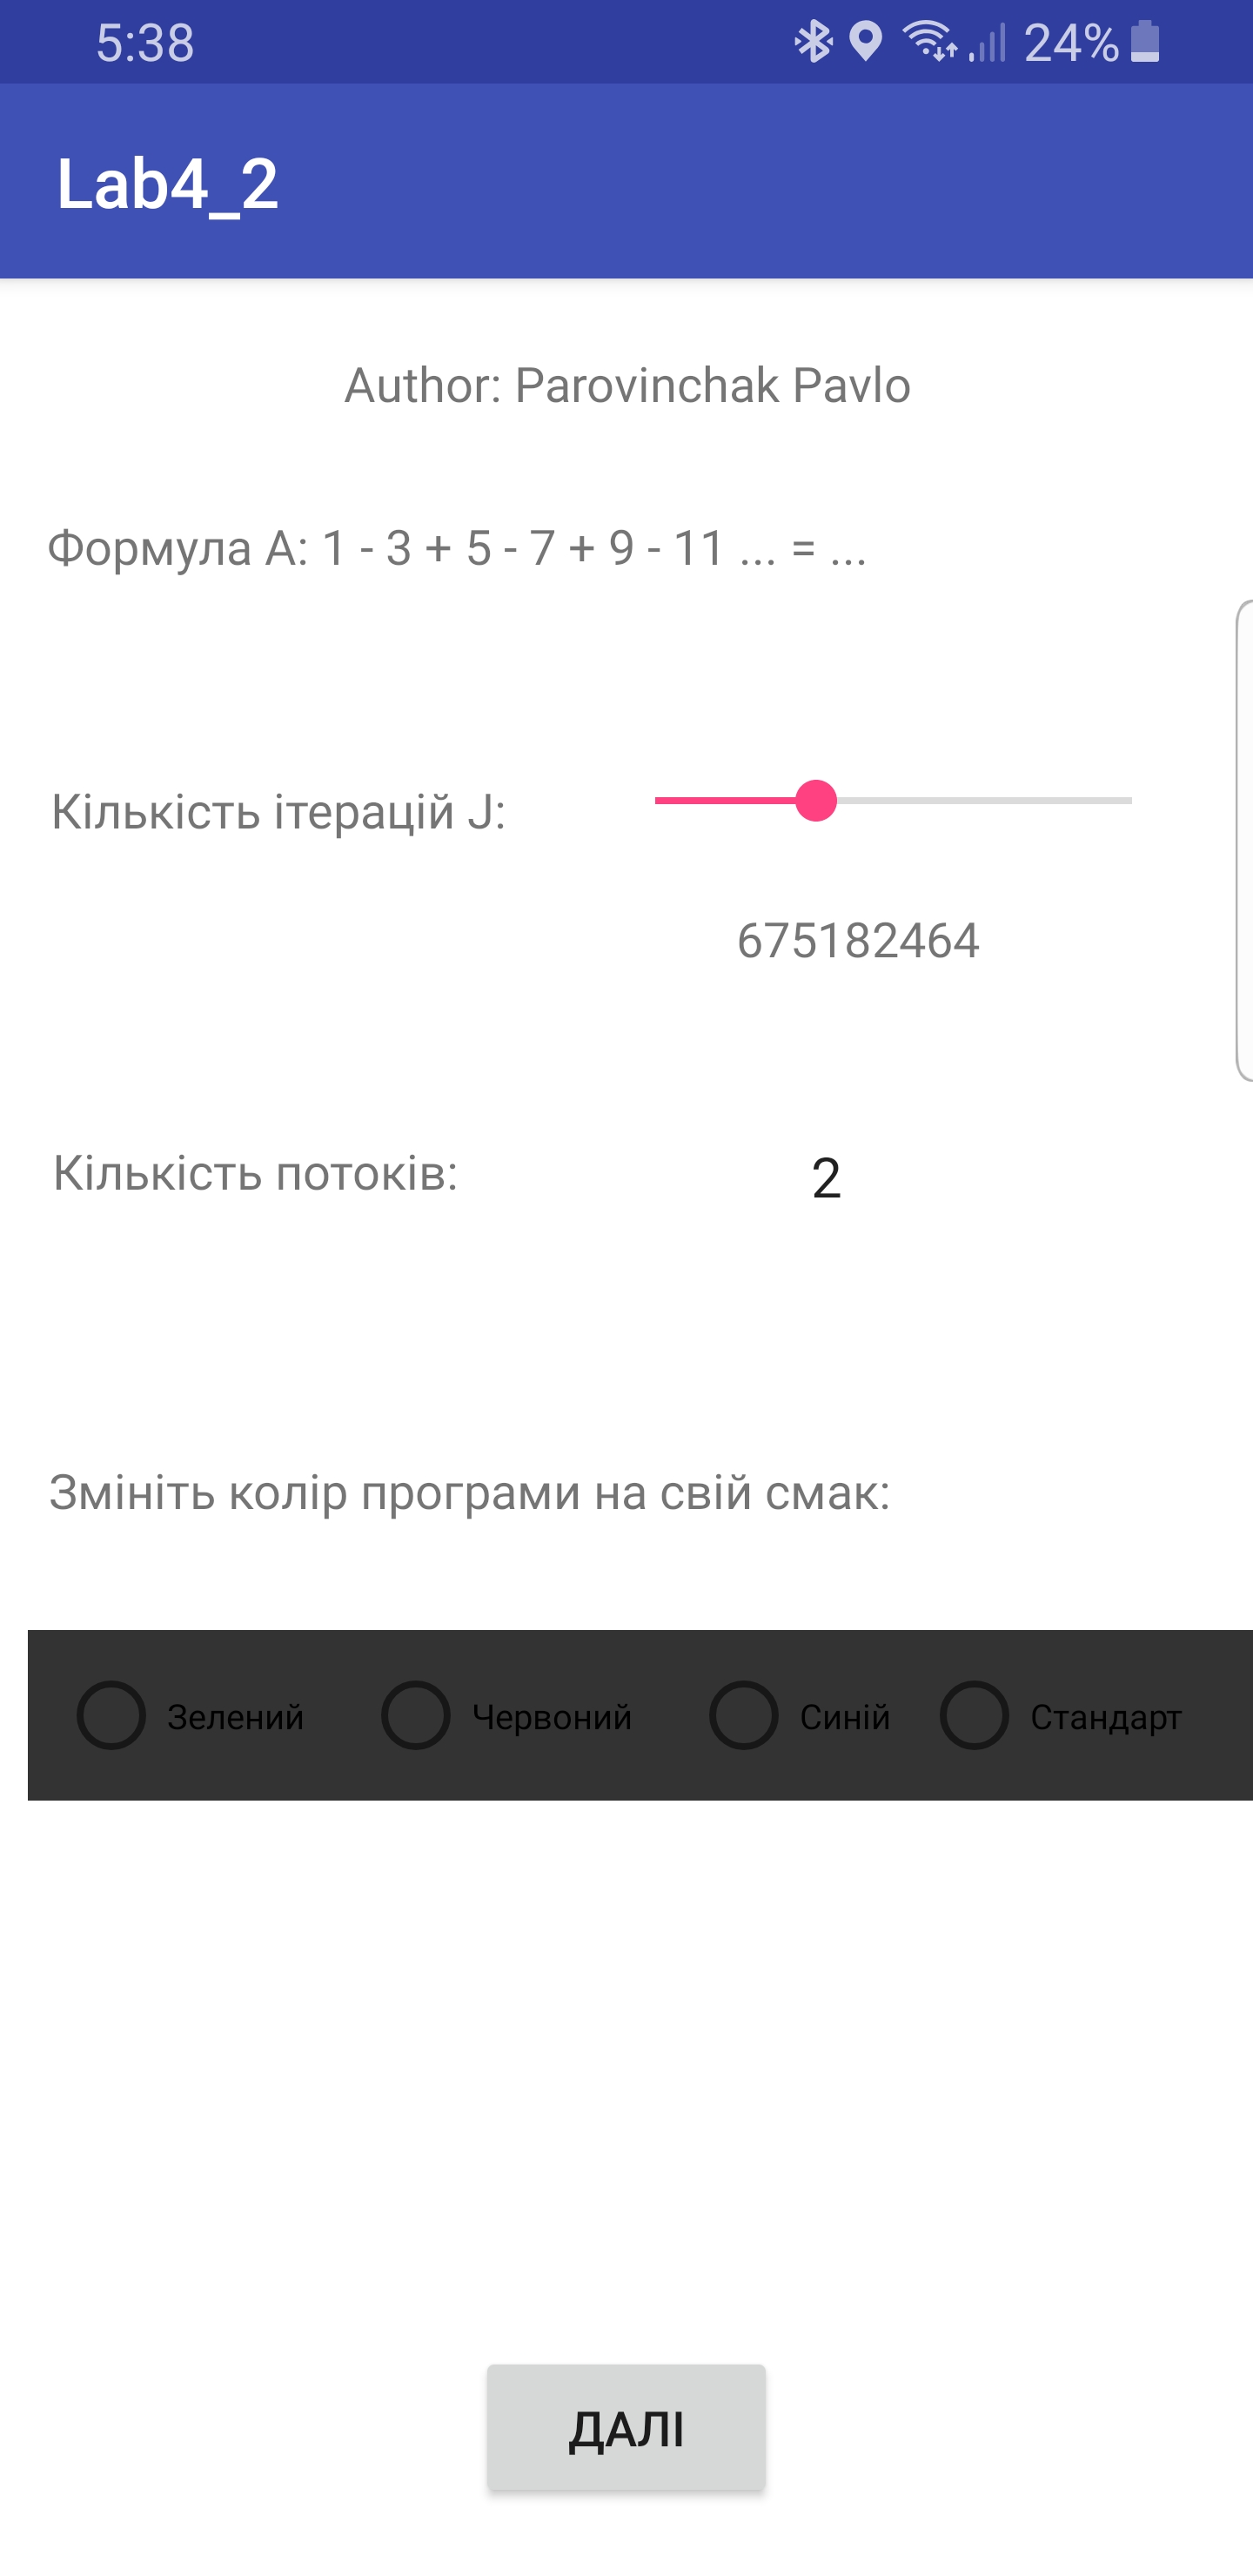 5:38 24%
Lab4_2
Author: Parovinchak Pavlo
Формула А: 1 - 3 + 5 - 7 + 9 - 11 ... = ...
Кількість ітерацій J:
675182464
Кількість потоків: 2
Змініть колір програми на свій смак:
Зелений Червоний Синій Стандарт
ДАЛІ